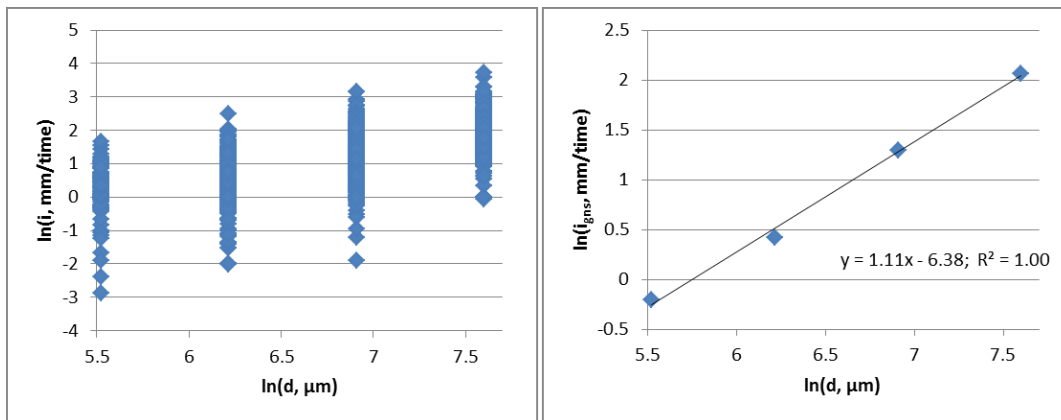 5
4
3
2
1
0
-1
-2
-3
-4
ln(i, mm/time)
5.5 6 6.5 7 7.5
ln(d, µm)
2.5
2
1.5
1
0.5
0
-0.5
ln(i_gns, mm/time)
y = 1.11x - 6.38; R² = 1.00
5.5 6 6.5 7 7.5
ln(d, µm)